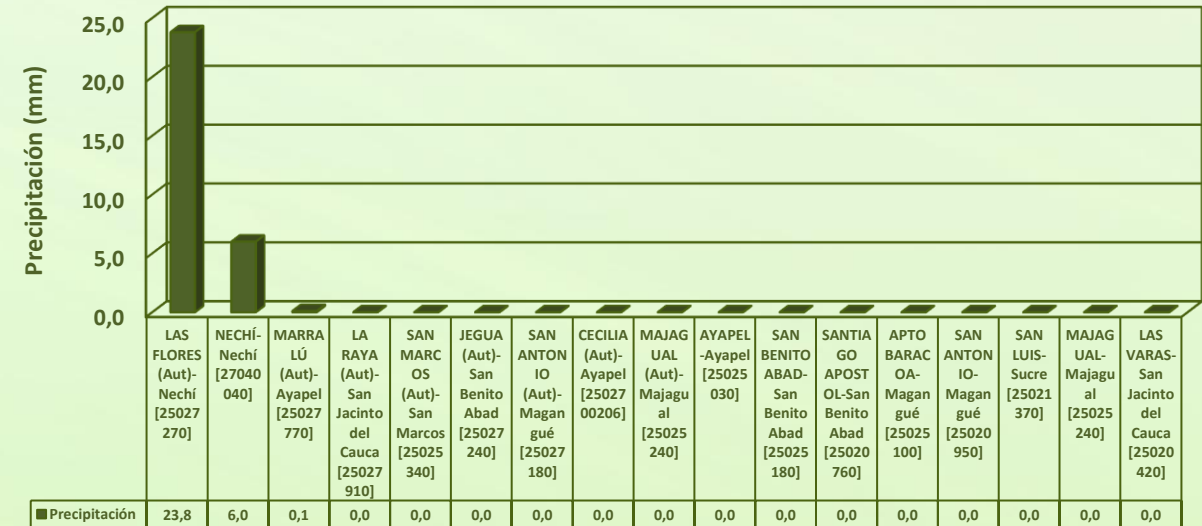 Precipitación (mm)
25,0
20,0
15,0
10,0
5,0
0,0
LAS
FLORES
(Aut)-
Nechí
[25027
270]
NECHÍ-
Nechí
[27040
040]
MARRA
LÚ
(Aut)-
Ayapel
[25027
770]
LA
RAYA
(Aut)-
San
Jacinto
del
Cauca
[25027
910]
SAN
MARC
OS
(Aut)-
San
Marcos
[25025
340]
JEGUA
(Aut)-
San
Benito
Abad
[25027
240]
SAN
ANTON
IO
(Aut)-
Magan
gué
[25027
180]
CECILIA
(Aut)-
Ayapel
[25027
00206]
MAJAG
UAL
(Aut)-
Majagu
al
[25025
240]
AYAPEL
-Ayapel
[25025
030]
SAN
BENITO
ABAD-
San
Benito
Abad
[25025
180]
SANTIA
GO
APOST
OL-San
Benito
Abad
[25020
760]
APTO
BARAC
OA-
Magan
gué
[25025
100]
SAN
ANTON
IO-
Magan
gué
[25020
950]
SAN
LUIS-
Sucre
[25021
370]
MAJAG
UAL-
Majagu
al
[25025
240]
LAS
VARAS-
San
Jacinto
del
Cauca
[25020
420]
Precipitación 23,8 6,0 0,1 0,0 0,0 0,0 0,0 0,0 0,0 0,0 0,0 0,0 0,0 0,0 0,0 0,0 0,0